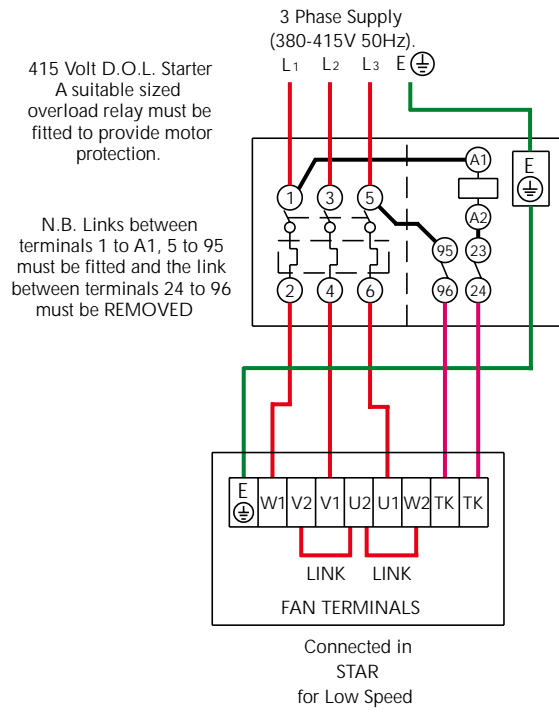 3 Phase Supply
(380-415V 50Hz).
L1 L2 L3 E
415 Volt D.O.L. Starter
A suitable sized
overload relay must be
fitted to provide motor
protection.
N.B. Links between
terminals 1 to A1, 5 to 95
must be fitted and the link
between terminals 24 to 96
must be REMOVED
A1
E
1 3 5
A2
95 23
2 4 6 96 24
E W1 V2 V1 U2 U1 W2 TK TK
LINK LINK
FAN TERMINALS
Connected in
STAR
for Low Speed